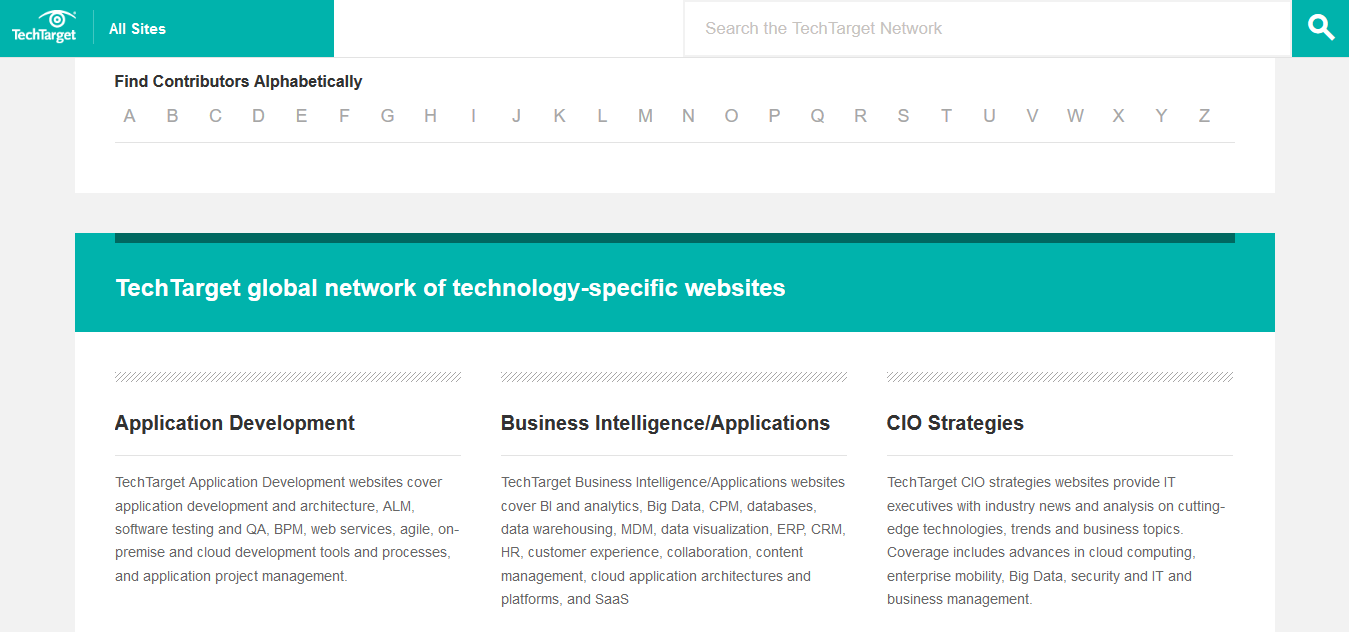 TechTarget
All Sites
Search the TechTarget Network
Find Contributors Alphabetically
A B C D E F G H I J K L M N O P Q R S T U V W X Y Z
TechTarget global network of technology-specific websites
Application Development
TechTarget Application Development websites cover
application development and architecture, ALM,
software testing and QA, BPM, web services, agile, on-
premise and cloud development tools and processes,
and application project management.
Business Intelligence/Applications
TechTarget Business Intelligence/Applications websites
cover BI and analytics, Big Data, CPM, databases,
data warehousing, MDM, data visualization, ERP, CRM,
HR, customer experience, collaboration, content
management, cloud application architectures and
platforms, and SaaS
CIO Strategies
TechTarget CIO strategies websites provide IT
executives with industry news and analysis on cutting-
edge technologies, trends and business topics.
Coverage includes advances in cloud computing,
enterprise mobility, Big Data, security and IT and
business management.